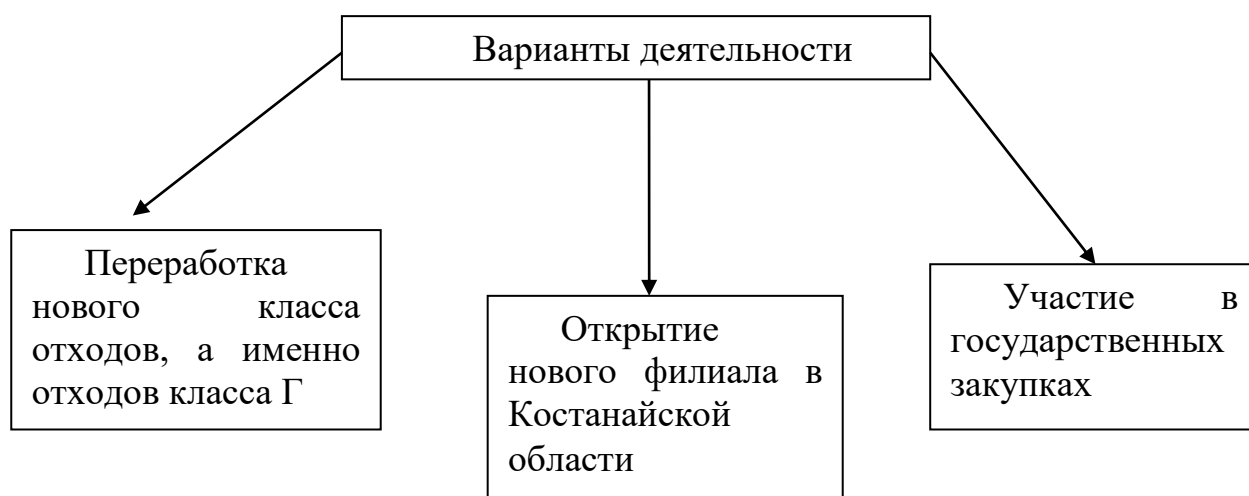 Варианты деятельности
Переработка
нового класса
отходов, а именно
отходов класса Г
Открытие
нового филиала в
Костанайской
области
Участие в
государственных
закупках